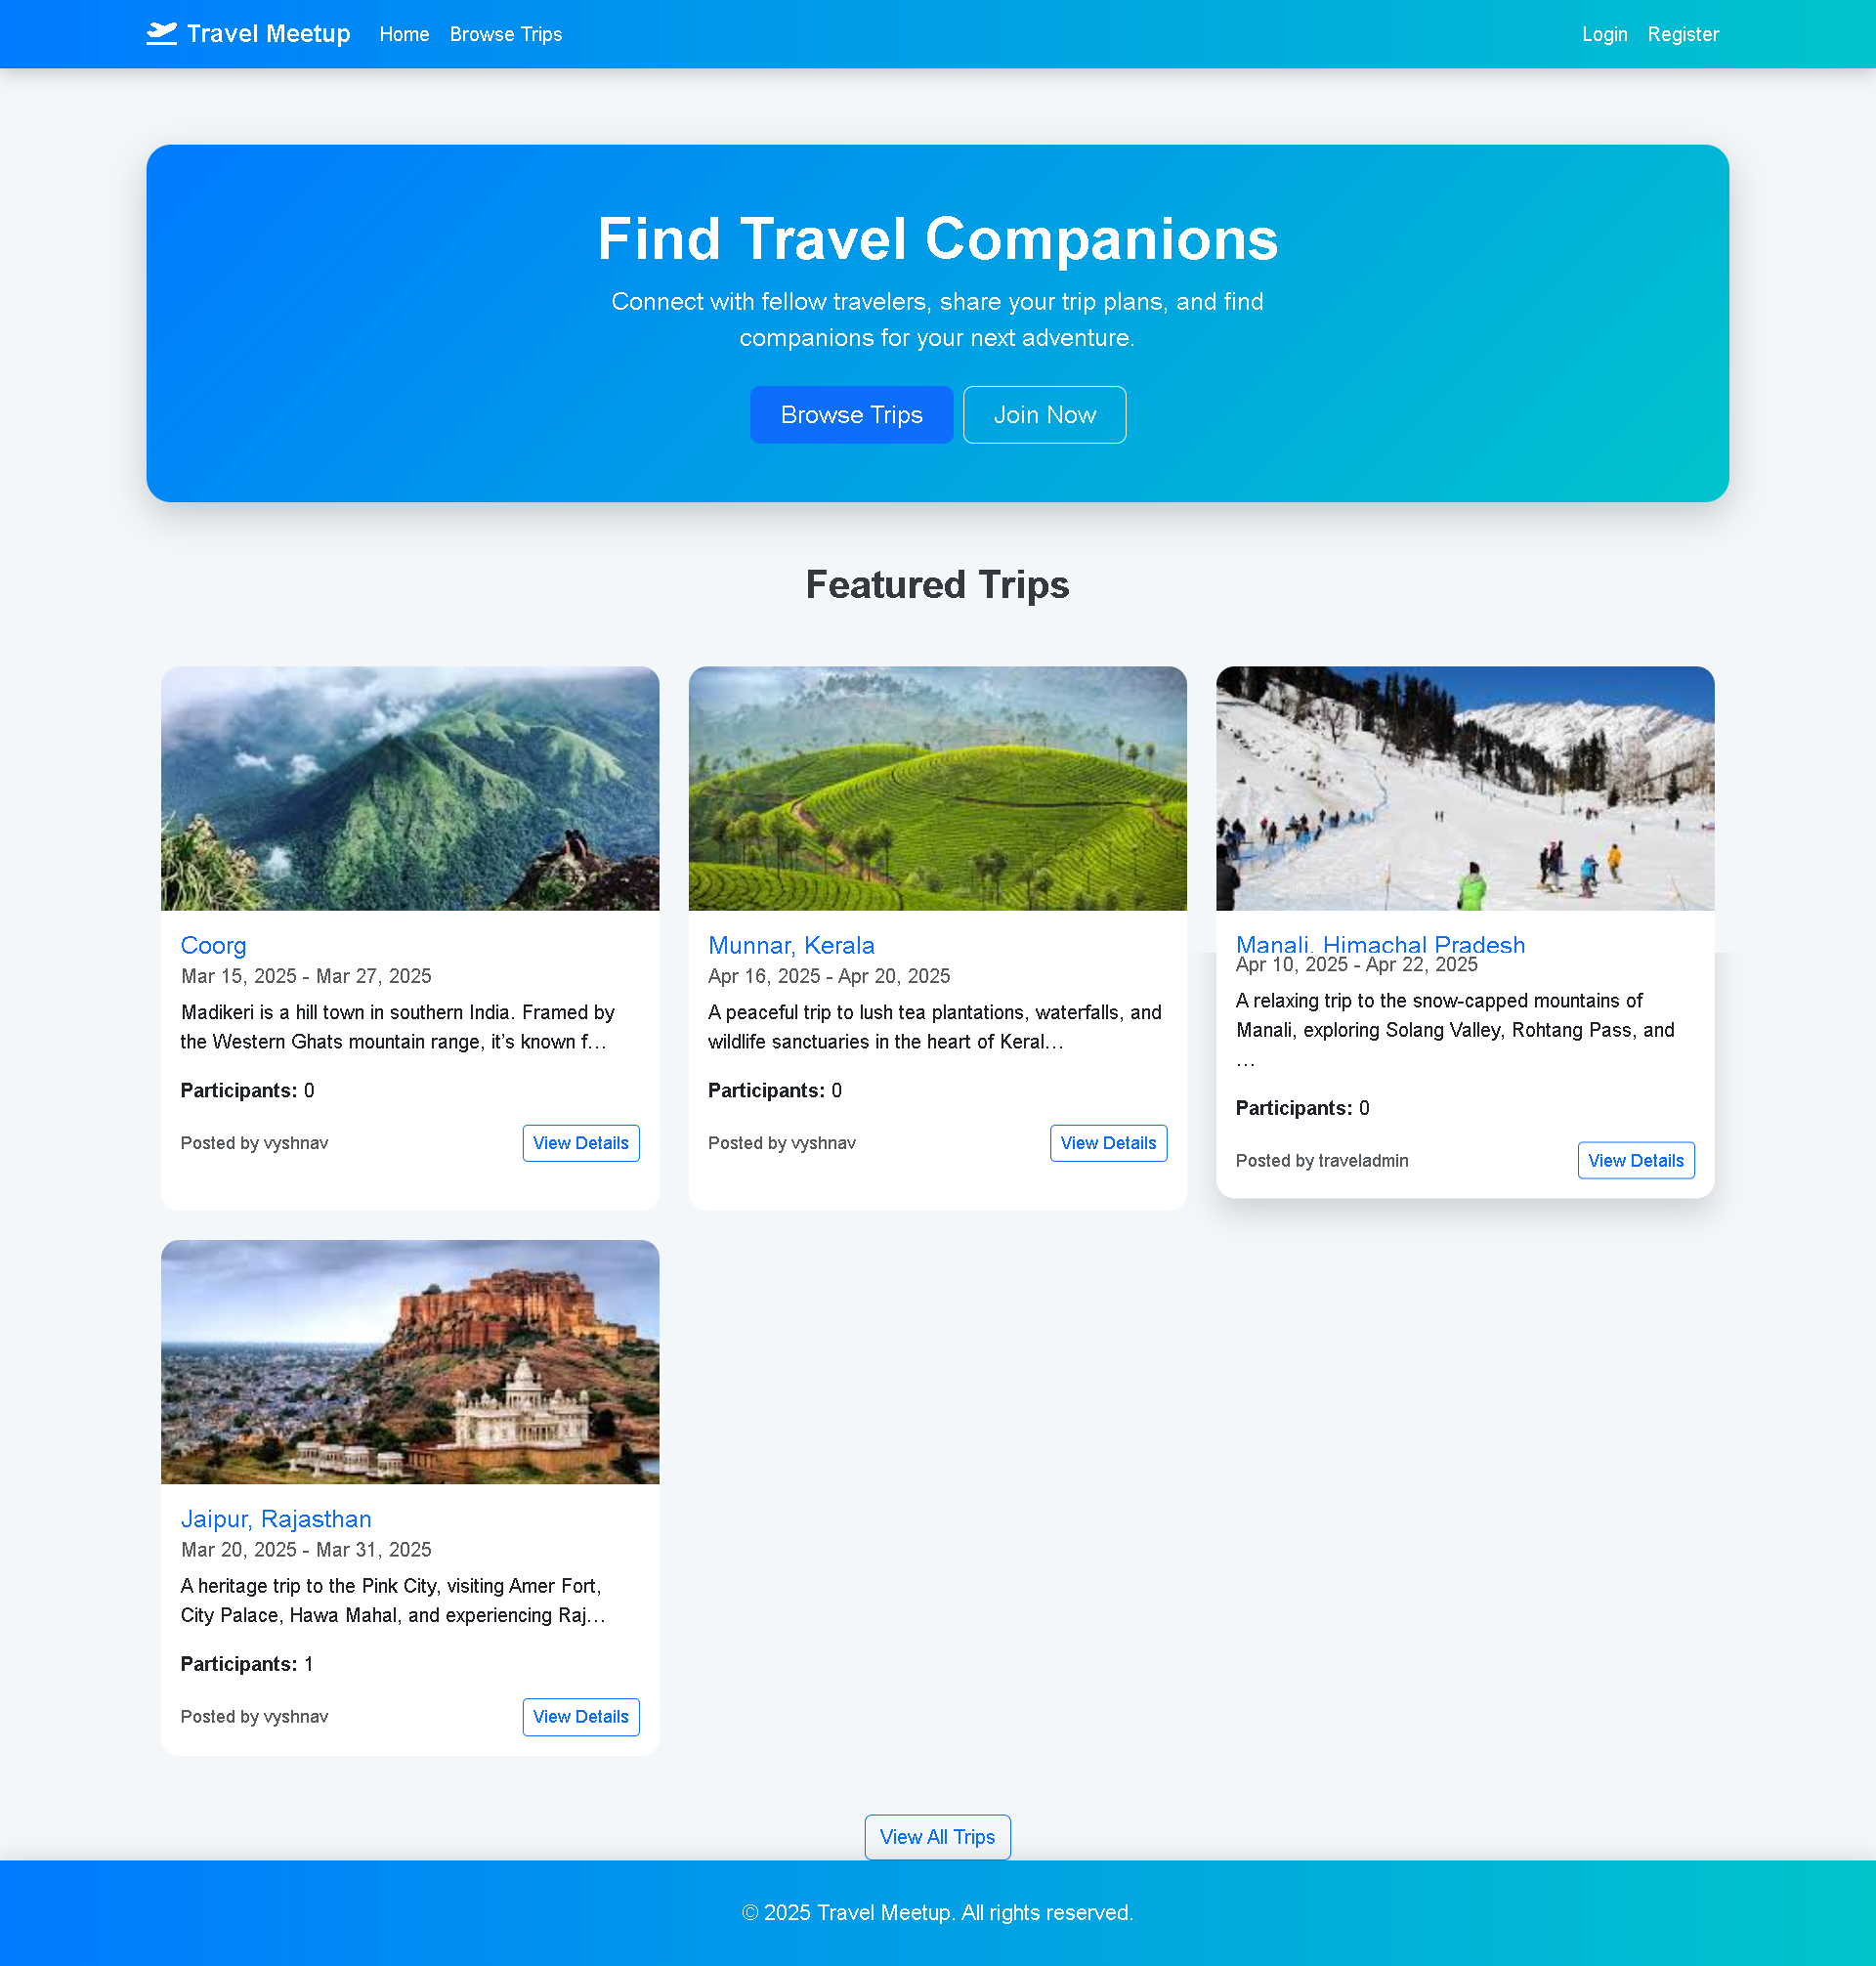 Travel Meetup Home Browse Trips Login Register
Find Travel Companions
Connect with fellow travelers, share your trip plans, and find
companions for your next adventure.
Browse Trips Join Now
Featured Trips
Coorg
Mar 15, 2025 - Mar 27, 2025
Madikeri is a hill town in southern India. Framed by
the Western Ghats mountain range, it’s known f…
Participants: 0
Posted by vyshnav View Details
Munnar, Kerala
Apr 16, 2025 - Apr 20, 2025
A peaceful trip to lush tea plantations, waterfalls, and
wildlife sanctuaries in the heart of Keral…
Participants: 0
Posted by vyshnav View Details
Manali, Himachal Pradesh
Apr 10, 2025 - Apr 22, 2025
A relaxing trip to the snow-capped mountains of
Manali, exploring Solang Valley, Rohtang Pass, and
…
Participants: 0
Posted by traveladmin View Details
Jaipur, Rajasthan
Mar 20, 2025 - Mar 31, 2025
A heritage trip to the Pink City, visiting Amer Fort,
City Palace, Hawa Mahal, and experiencing Raj…
Participants: 1
Posted by vyshnav View Details
View All Trips
© 2025 Travel Meetup. All rights reserved.